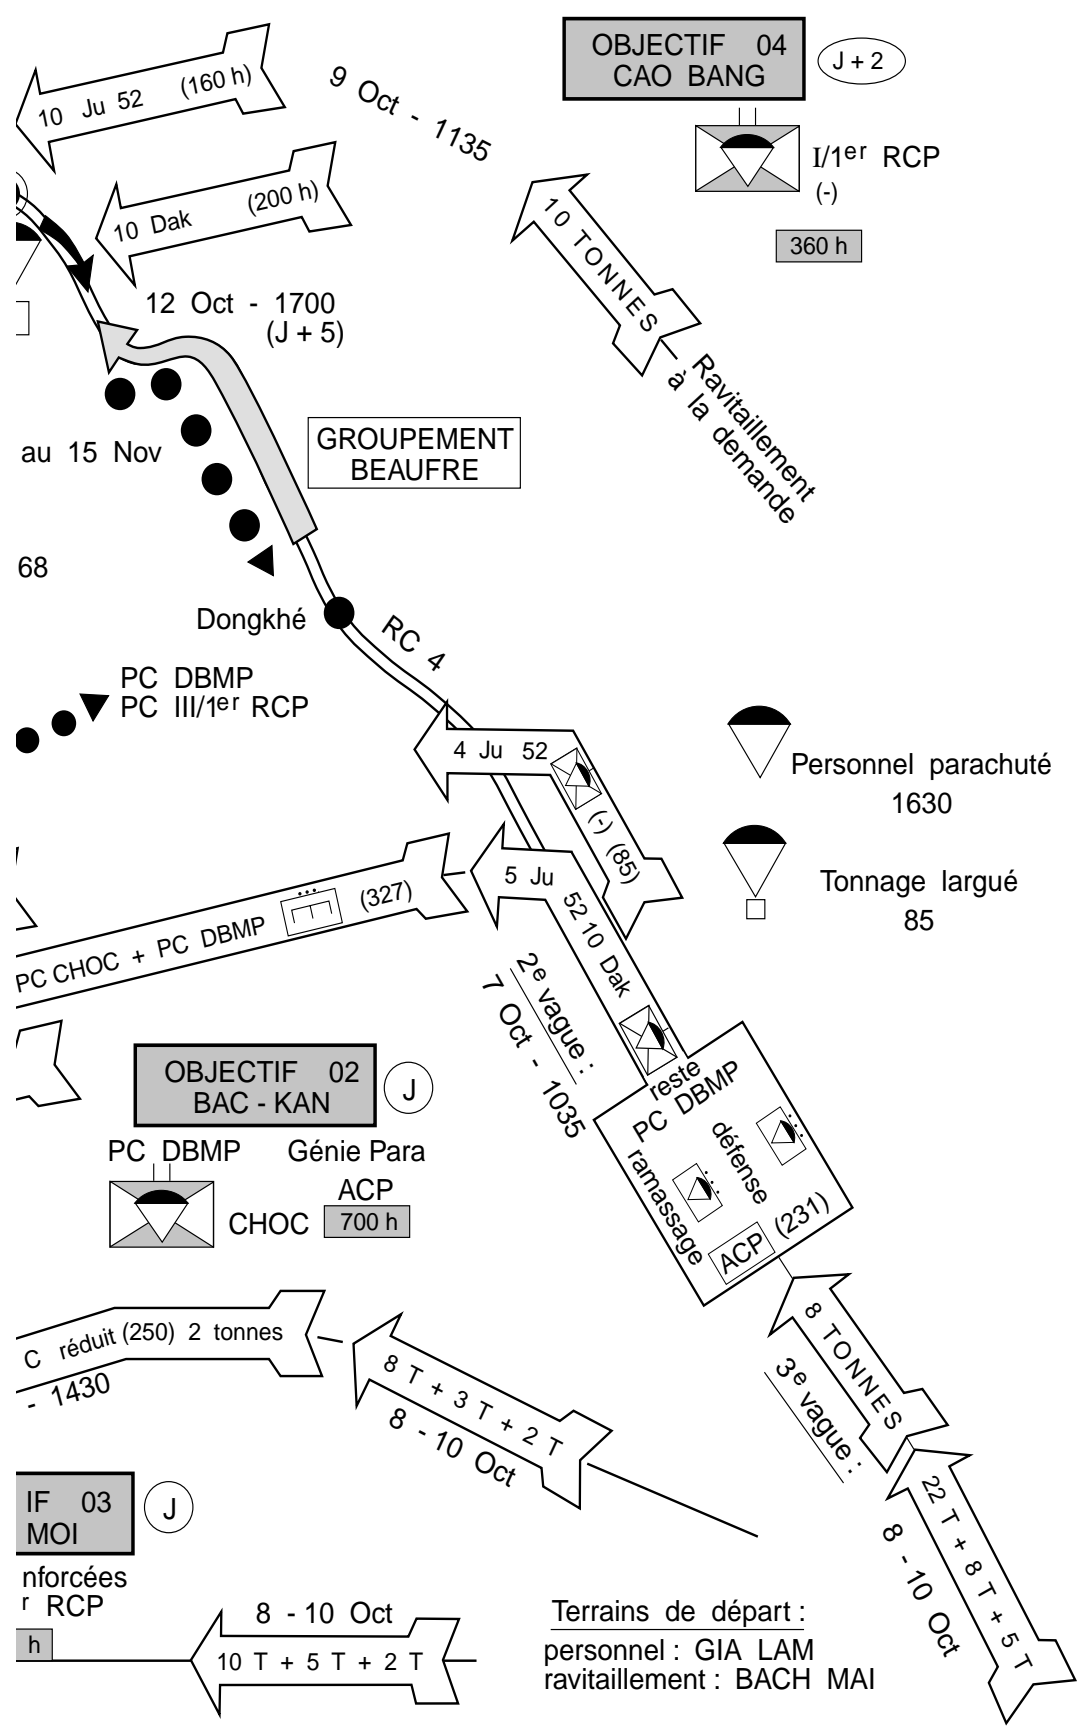 OBJECTIF 04
CAO BANG
J + 2
I/1er RCP
(-)
360 h
10 Ju 52 (160 h)
9 Oct - 1135
10 Dak (200 h)
12 Oct - 1700
(J + 5)
10 TONNES
Ravitaillement
à la demande
au 15 Nov
GROUPEMENT
BEAUFRE
68
Dongkhé
RC 4
PC DBMP
PC III/1er RCP
4 Ju 52
(-) (85)
Personnel parachuté
1630
Tonnage largué
85
PC CHOC + PC DBMP (327)
5 Ju 52 10 Dak
2e vague :
7 Oct - 1035
reste
PC DBMP
ramassage
défense
ACP (231)
OBJECTIF 02
BAC - KAN
J
PC DBMP Génie Para
ACP
CHOC 700 h
C réduit (250) 2 tonnes
- 1430
8 T + 3 T + 2 T
8 - 10 Oct
8 TONNES
3e vague :
22 T + 8 T + 5 T
8 - 10 Oct
IF 03
MOI
J
nforcées
r RCP
h
8 - 10 Oct
10 T + 5 T + 2 T
Terrains de départ :
personnel : GIA LAM
ravitaillement : BACH MAI